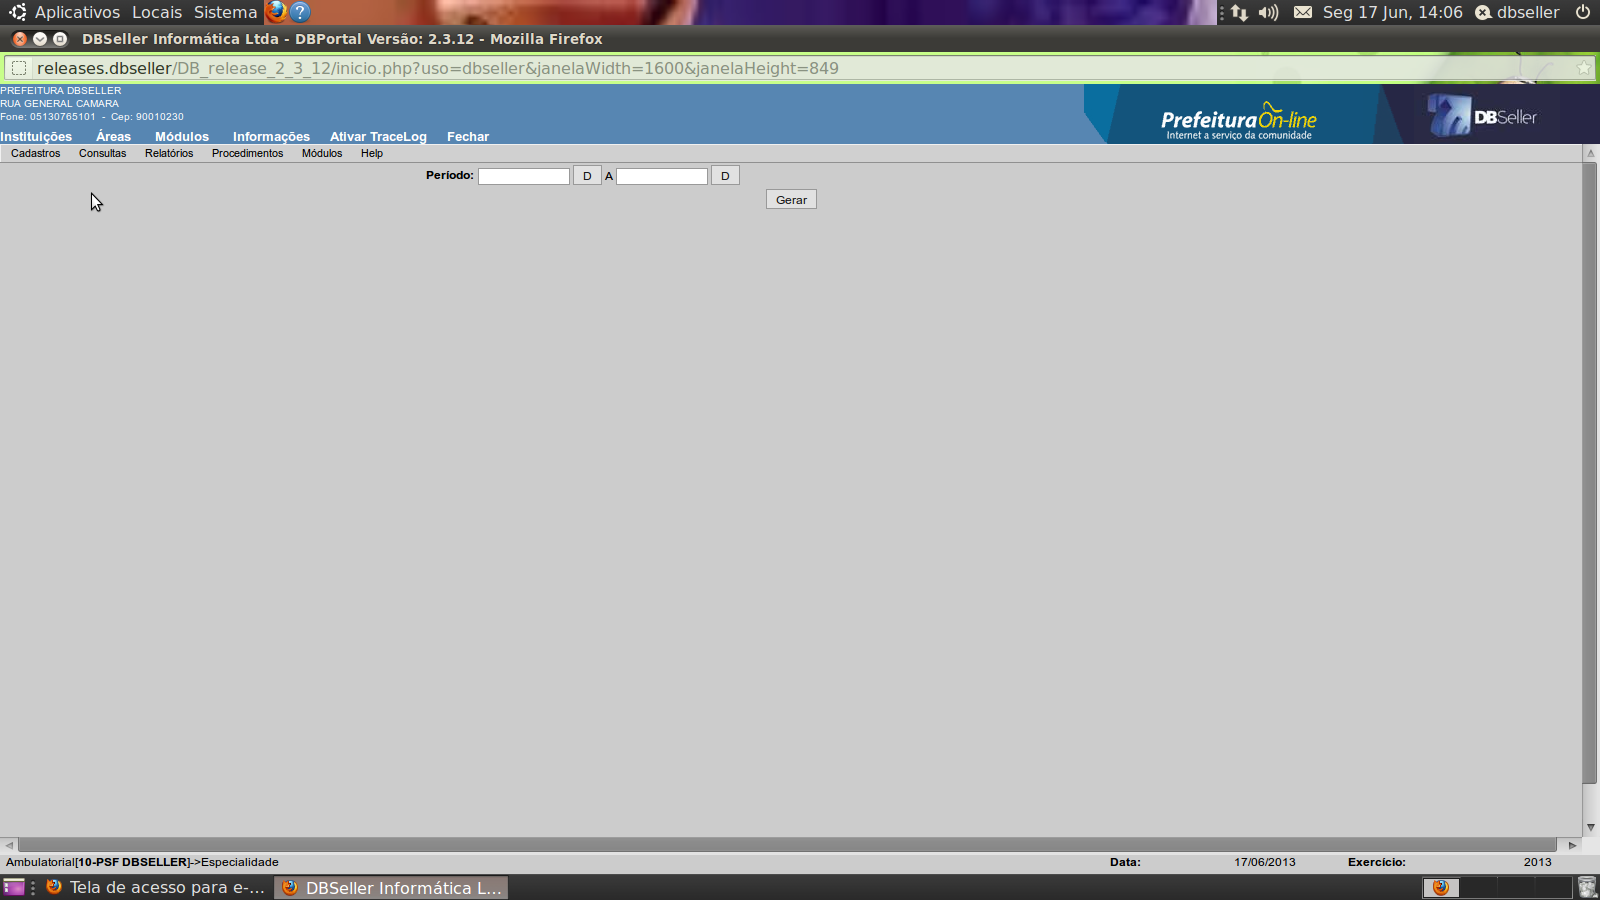 Aplicativos Locais Sistema ? Seg 17 Jun, 14:06 dbseller
DBSeller Informática Ltda - DBPortal Versão: 2.3.12 - Mozilla Firefox
releases.dbseller/DB_release_2_3_12/inicio.php?uso=dbseller&janelaWidth=1600&janelaHeight=849
PREFEITURA DBSELLER
RUA GENERAL CAMARA
Fone: 05130765101 - Cep: 90010230
Prefeitura On-line
Internet a serviço da comunidade
DBSeller
Instituições Áreas Módulos Informações Ativar TraceLog Fechar
Cadastros Consultas Relatórios Procedimentos Módulos Help
Período: D A D
Gerar
Ambulatorial[10-PSF DBSELLER]->Especialidade Data: 17/06/2013 Exercício: 2013
Tela de acesso para e-... DBSeller Informática L...